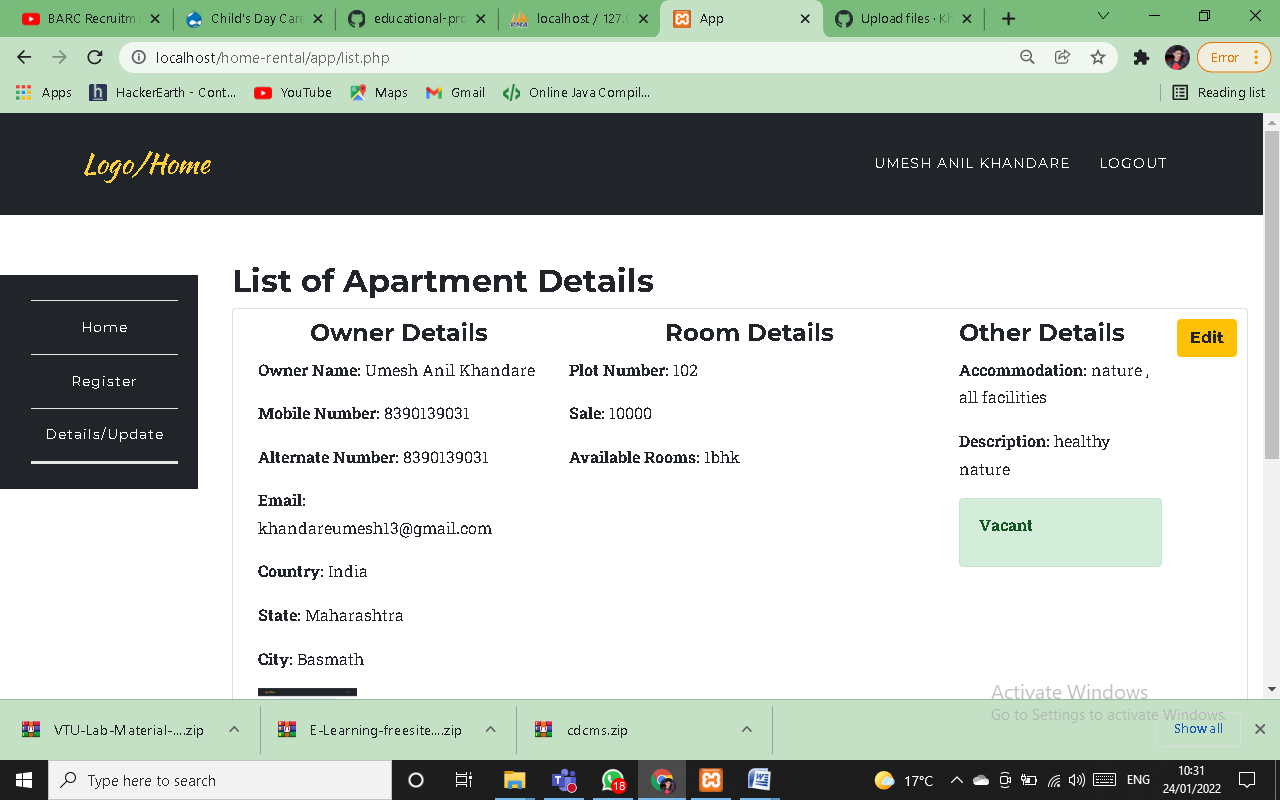 BARC Recruitm
Child's Day Car
educational-pro
localhost / 127.
App
Upload files · Kh
localhost/home-rental/app/list.php
Error
Apps
HackerEarth - Cont...
YouTube
Maps
Gmail
Online Java Compil...
Reading list
Logo/Home
UMESH ANIL KHANDARE
LOGOUT
Home
Register
Details/Update
List of Apartment Details
Owner Details
Owner Name: Umesh Anil Khandare
Mobile Number: 8390139031
Alternate Number: 8390139031
Email:
khandareumesh13@gmail.com
Country: India
State: Maharashtra
City: Basmath
Room Details
Plot Number: 102
Sale: 10000
Available Rooms: 1bhk
Other Details
Accommodation: nature ,
all facilities
Description: healthy
nature
Vacant
Edit
Activate Windows
Go to Settings to activate Windows.
VTU-Lab-Material-....zip
E-Learning-freesite....zip
cdcms.zip
Show all
Type here to search
18
17°C
ENG
10:31
24/01/2022